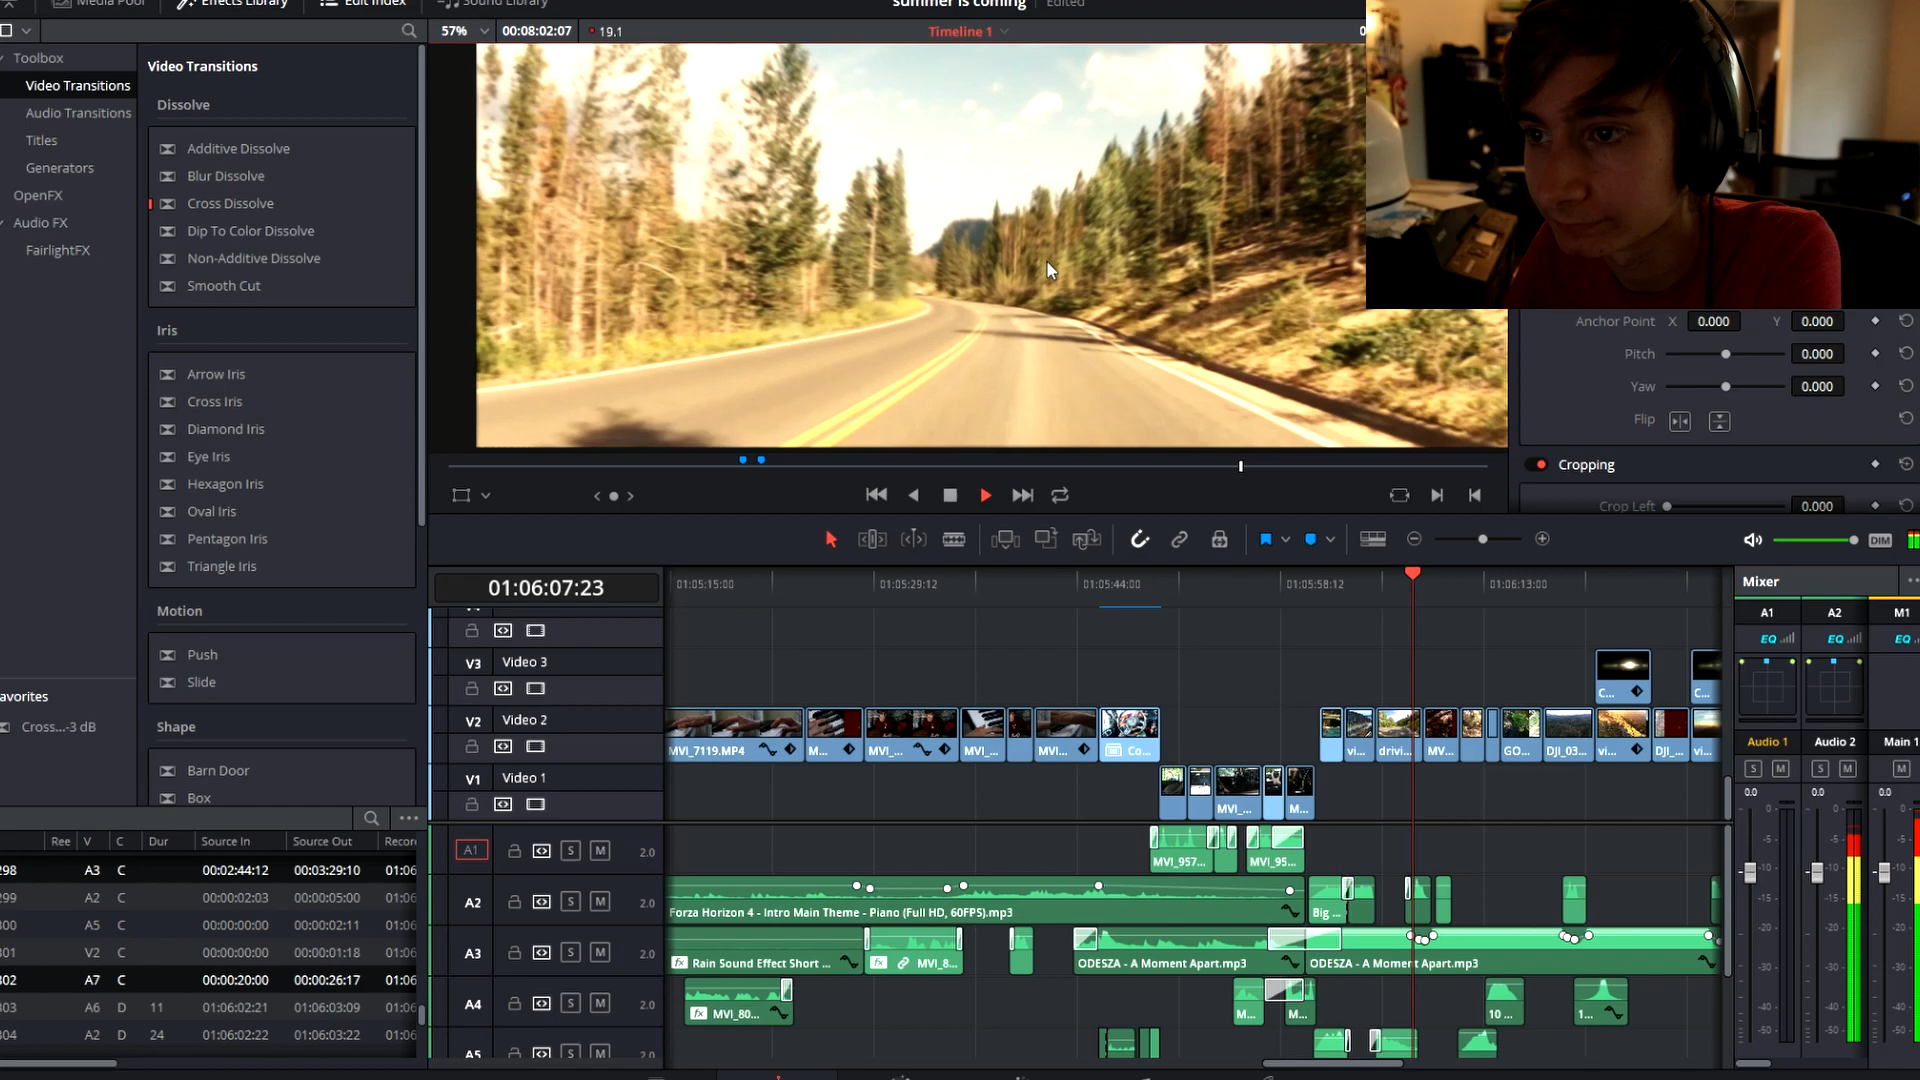 Media Pool
Effects Library
Edit Index
Sound Library
summer is coming
Edited
57%
00:08:02:07
19.1
Timeline 1
Toolbox
Video Transitions
Audio Transitions
Titles
Generators
OpenFX
Audio FX
FairlightFX
avorites
Cross...-3 dB
Video Transitions
Dissolve
Additive Dissolve
Blur Dissolve
Cross Dissolve
Dip To Color Dissolve
Non-Additive Dissolve
Smooth Cut
Iris
Arrow Iris
Cross Iris
Diamond Iris
Eye Iris
Hexagon Iris
Oval Iris
Pentagon Iris
Triangle Iris
Motion
Push
Slide
Shape
Barn Door
Box
Anchor Point X 0.000 Y 0.000
Pitch 0.000
Yaw 0.000
Flip
Cropping
Crop Left 0.000
DIM
01:06:07:23
01:05:15:00
01:05:29:12
01:05:44:00
01:05:58:12
01:06:13:00
V3 Video 3
C...
C...
V2 Video 2
MVI_7119.MP4
M...
MVI_...
MVI_...
MVI...
Co...
vi...
drivi...
MV...
GO...
DJI_03...
vi...
DJI_...
vi...
V1 Video 1
MVI_...
M...
A1 S M 2.0
MVI_957...
MVI_95...
A2 S M 2.0
Forza Horizon 4 - Intro Main Theme - Piano (Full HD, 60FPS).mp3
Big ...
A3 S M 2.0
fx Rain Sound Effect Short ...
fx MVI_8...
ODESZA - A Moment Apart.mp3
ODESZA - A Moment Apart.mp3
A4 S M 2.0
fx MVI_80...
M...
M...
10 ...
1...
A5 S M 2.0
Mixer
A1 A2 M1
EQ EQ EQ
Audio 1 Audio 2 Main 1
S M S M M
0.0 0.0 0.0
0 0 0
-5 -5 -5
-10 -10 -10
-15 -15 -15
-20 -20 -20
-30 -30 -30
-40 -40 -40
-50 -50 -50
Ree V C Dur Source In Source Out Recor
298 A3 C 00:02:44:12 00:03:29:10 01:06
299 A2 C 00:00:02:03 00:00:05:00 01:06
300 A5 C 00:00:00:00 00:00:02:11 01:06
301 V2 C 00:00:00:00 00:00:01:18 01:06
302 A7 C 00:00:20:00 00:00:26:17 01:06
303 A6 D 11 01:06:02:21 01:06:03:09 01:06
304 A2 D 24 01:06:02:22 01:06:03:22 01:06